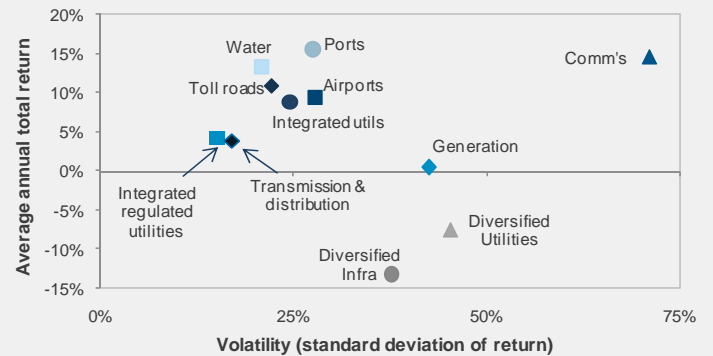 Average annual total return
20%
15%
10%
5%
0%
-5%
-10%
-15%
Water
Ports
Comm's
Toll roads
Airports
Integrated utils
Generation
Integrated
regulated
utilities
Transmission &
distribution
Diversified
Utilities
Diversified
Infra
0%
25%
50%
75%
Volatility (standard deviation of return)